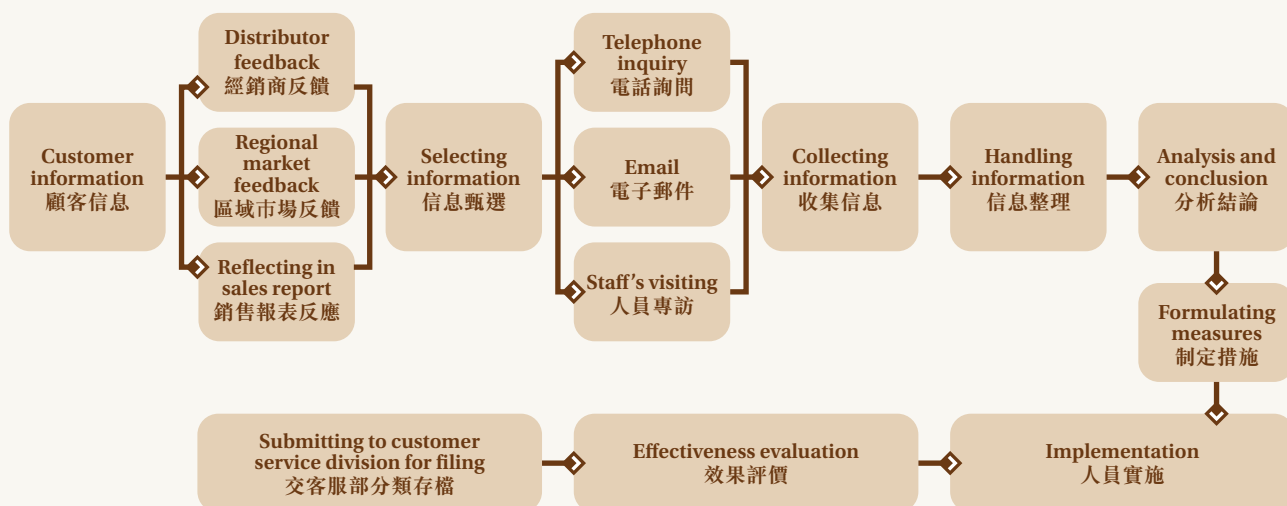 Customer
information
顧客信息
Distributor
feedback
經銷商反饋
Regional
market
feedback
區域市場反饋
Reflecting in
sales report
銷售報表反應
Selecting
information
信息甄選
Telephone
inquiry
電話詢問
Email
電子郵件
Staff's visiting
人員專訪
Collecting
information
收集信息
Handling
information
信息整理
Analysis and
conclusion
分析結論
Formulating
measures
制定措施
Implementation
人員實施
Effectiveness evaluation
效果評價
Submitting to customer
service division for filing
交客服部分類存檔